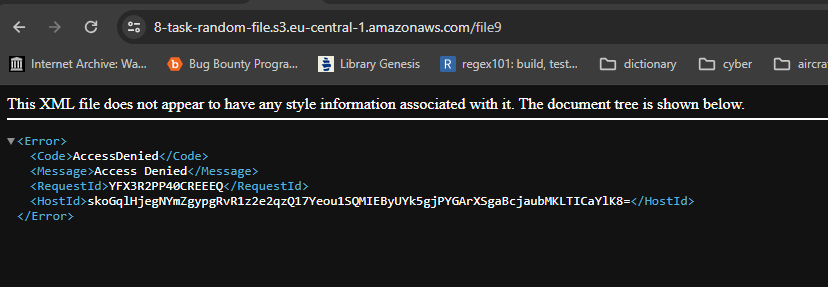 8-task-random-file.s3.eu-central-1.amazonaws.com/file9
Internet Archive: Wa... Bug Bounty Progra... Library Genesis R regex101: build, test... dictionary cyber aircra
This XML file does not appear to have any style information associated with it. The document tree is shown below.
<Error>
<Code>AccessDenied</Code>
<Message>Access Denied</Message>
<RequestId>YFX3R2PP40CREEEQ</RequestId>
<HostId>skoGqlHjegNYmZgypgRvR1z2e2qzQ17Yeou1SQMIEByUYk5gjPYGArXSgaBcjaubMKLTICaYlK8=</HostId>
</Error>